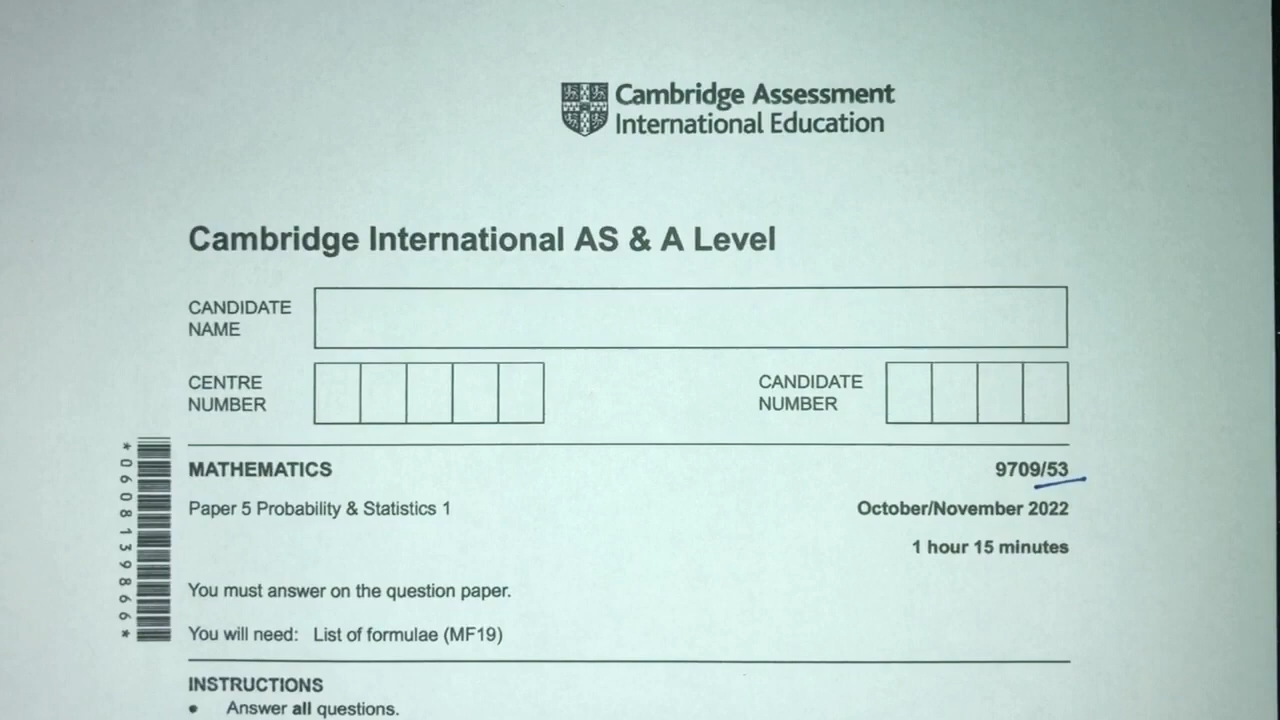 Cambridge Assessment
International Education
Cambridge International AS & A Level
CANDIDATE
NAME
CENTRE
NUMBER
CANDIDATE
NUMBER
*0608139866*
MATHEMATICS 9709/53
Paper 5 Probability & Statistics 1 October/November 2022
1 hour 15 minutes
You must answer on the question paper.
You will need: List of formulae (MF19)
INSTRUCTIONS
● Answer all questions.